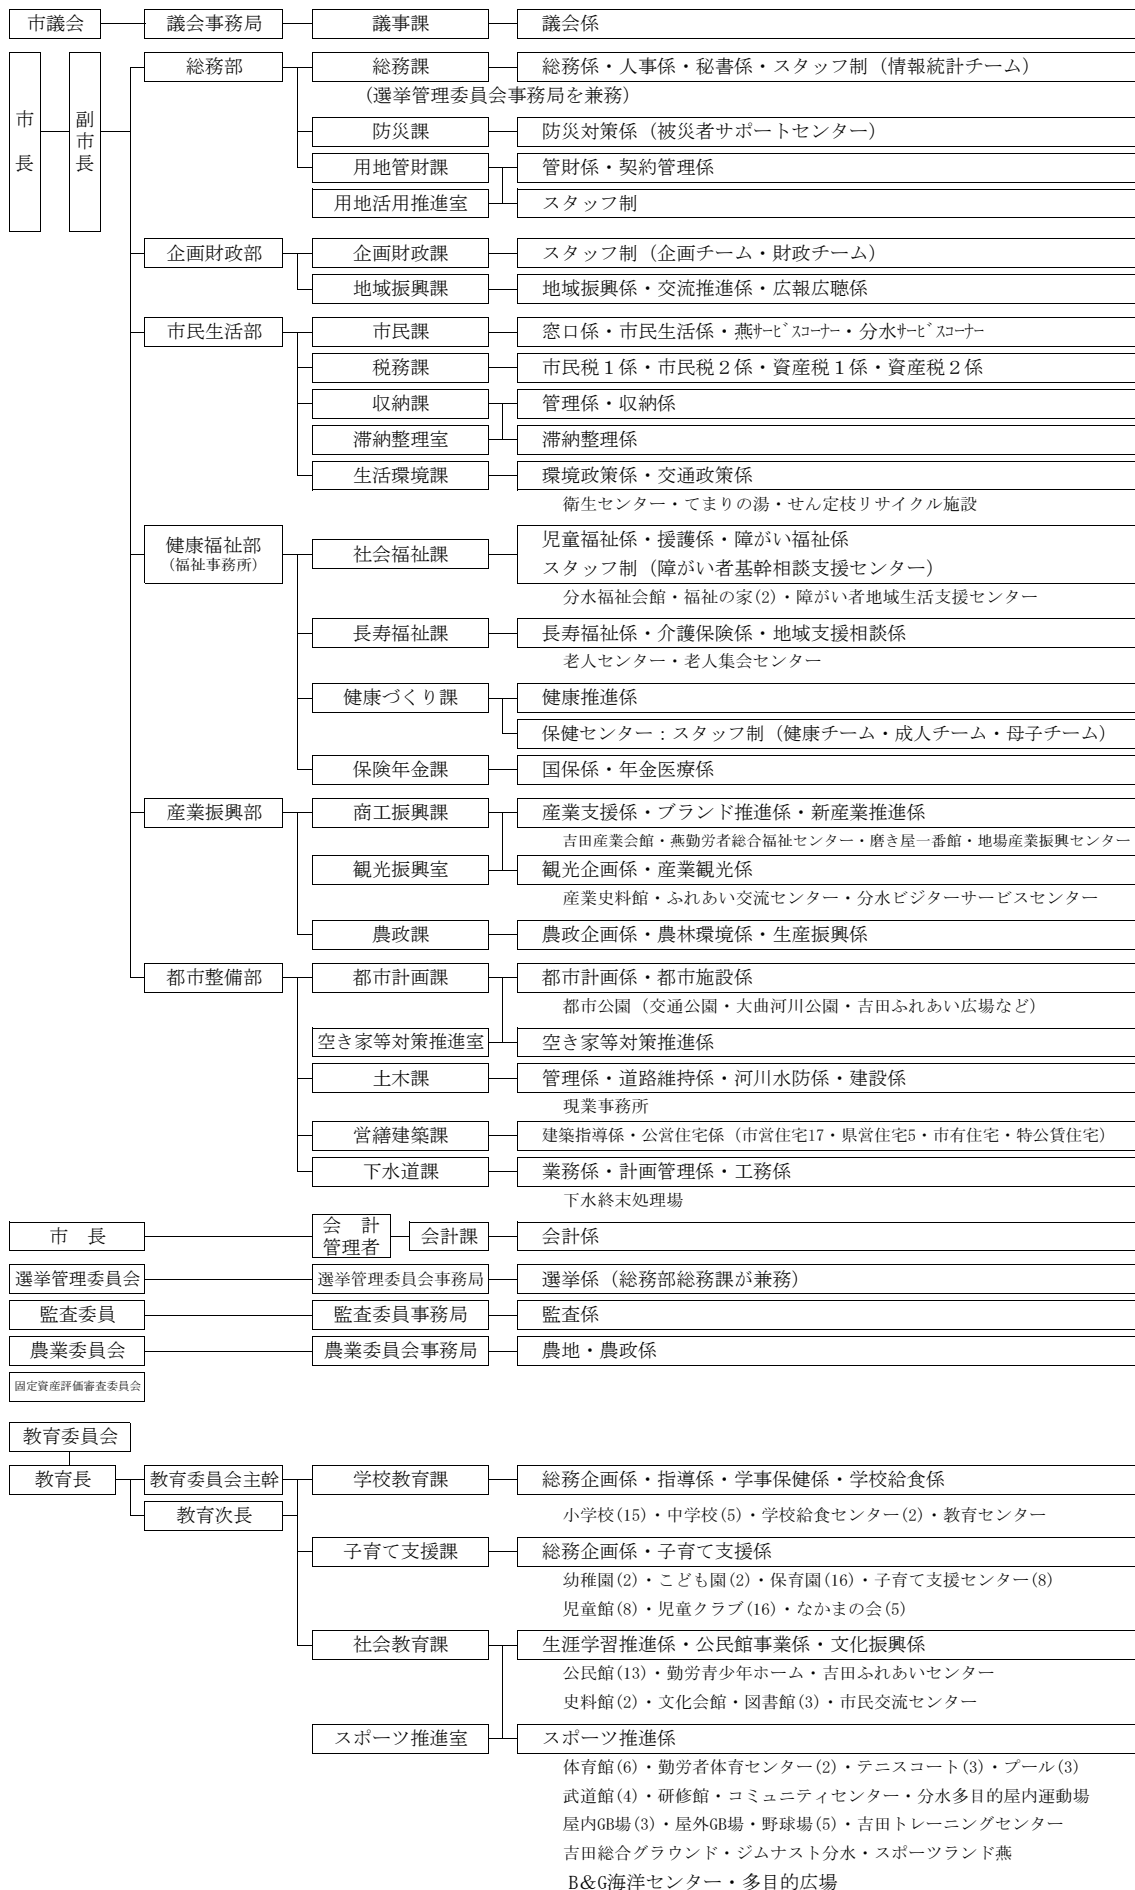 市議会 議会事務局 議事課 議会係
市長 副市長 総務部 総務課 総務係・人事係・秘書係・スタッフ制（情報統計チーム）
（選挙管理委員会事務局を兼務）
防災課 防災対策係（被災者サポートセンター）
用地管財課 管財係・契約管理係
用地活用推進室 スタッフ制
企画財政部 企画財政課 スタッフ制（企画チーム・財政チーム）
地域振興課 地域振興係・交流推進係・広報広聴係
市民生活部 市民課 窓口係・市民生活係・燕ｻｰﾋﾞｽｺｰﾅｰ・分水ｻｰﾋﾞｽｺｰﾅｰ
税務課 市民税１係・市民税２係・資産税１係・資産税２係
収納課 管理係・収納係
滞納整理室 滞納整理係
生活環境課 環境政策係・交通政策係
衛生センター・てまりの湯・せん定枝リサイクル施設
健康福祉部 （福祉事務所） 社会福祉課 児童福祉係・援護係・障がい福祉係
スタッフ制（障がい者基幹相談支援センター）
分水福祉会館・福祉の家(2)・障がい者地域生活支援センター
長寿福祉課 長寿福祉係・介護保険係・地域支援相談係
老人センター・老人集会センター
健康づくり課 健康推進係
保健センター：スタッフ制（健康チーム・成人チーム・母子チーム）
保険年金課 国保係・年金医療係
産業振興部 商工振興課 産業支援係・ブランド推進係・新産業推進係
吉田産業会館・燕勤労者総合福祉センター・磨き屋一番館・地場産業振興センター
観光振興室 観光企画係・産業観光係
産業史料館・ふれあい交流センター・分水ビジターサービスセンター
農政課 農政企画係・農林環境係・生産振興係
都市整備部 都市計画課 都市計画係・都市施設係
都市公園（交通公園・大曲河川公園・吉田ふれあい広場など）
空き家等対策推進室 空き家等対策推進係
土木課 管理係・道路維持係・河川水防係・建設係
現業事務所
営繕建築課 建築指導係・公営住宅係（市営住宅17・県営住宅5・市有住宅・特公賃住宅）
下水道課 業務係・計画管理係・工務係
下水終末処理場
市　長 会計管理者 会計課 会計係
選挙管理委員会 選挙管理委員会事務局 選挙係（総務部総務課が兼務）
監査委員 監査委員事務局 監査係
農業委員会 農業委員会事務局 農地・農政係
固定資産評価審査委員会
教育委員会
教育長 教育委員会主幹 学校教育課 総務企画係・指導係・学事保健係・学校給食係
教育次長 小学校(15)・中学校(5)・学校給食センター(2)・教育センター
子育て支援課 総務企画係・子育て支援係
幼稚園(2)・こども園(2)・保育園(16)・子育て支援センター(8)
児童館(8)・児童クラブ(16)・なかまの会(5)
社会教育課 生涯学習推進係・公民館事業係・文化振興係
公民館(13)・勤労青少年ホーム・吉田ふれあいセンター
史料館(2)・文化会館・図書館(3)・市民交流センター
スポーツ推進室 スポーツ推進係
体育館(6)・勤労者体育センター(2)・テニスコート(3)・プール(3)
武道館(4)・研修館・コミュニティセンター・分水多目的屋内運動場
屋内GB場(3)・屋外GB場・野球場(5)・吉田トレーニングセンター
吉田総合グラウンド・ジムナスト分水・スポーツランド燕
B＆G海洋センター・多目的広場